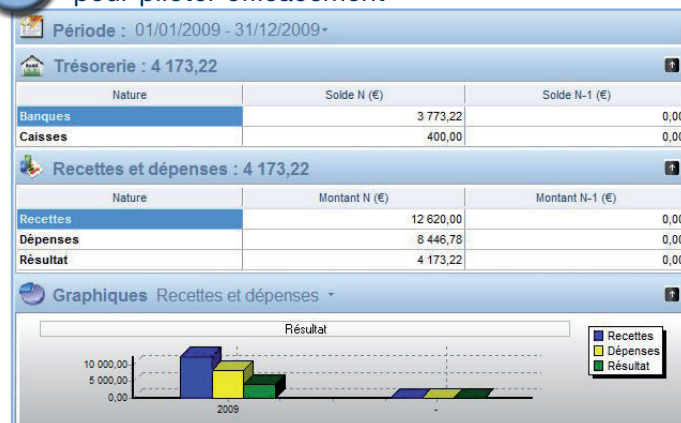 pour piloter efficacement
Période : 01/01/2009 - 31/12/2009
Trésorerie : 4 173,22
Nature Solde N (€) Solde N-1 (€)
Banques 3 773,22 0,00
Caisses 400,00 0,00
Recettes et dépenses : 4 173,22
Nature Montant N (€) Montant N-1 (€)
Recettes 12 620,00 0,00
Dépenses 8 446,78 0,00
Résultat 4 173,22 0,00
Graphiques Recettes et dépenses
Résultat
Recettes
Dépenses
Résultat
10 000,00
5 000,00
0,00
2009 -